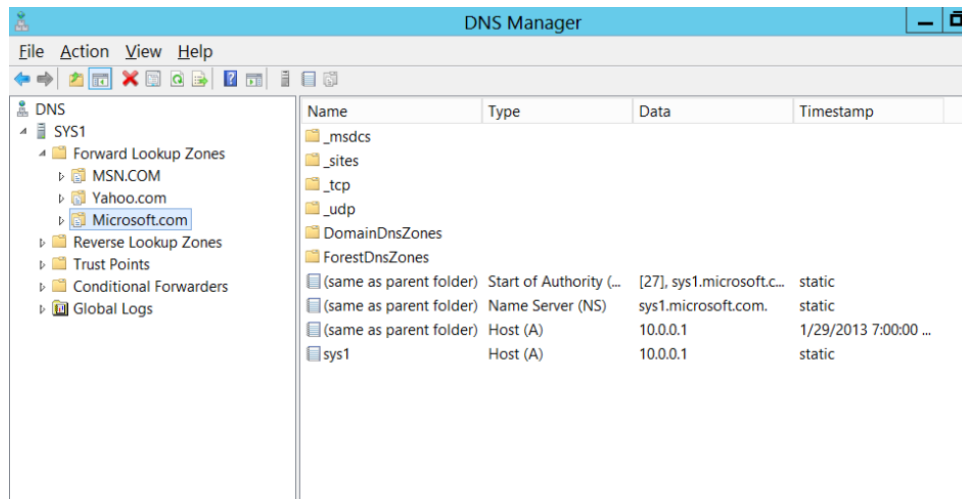 DNS Manager
File Action View Help
DNS
SYS1
Forward Lookup Zones
MSN.COM
Yahoo.com
Microsoft.com
Reverse Lookup Zones
Trust Points
Conditional Forwarders
Global Logs
Name Type Data Timestamp
_msdcs
_sites
_tcp
_udp
DomainDnsZones
ForestDnsZones
(same as parent folder) Start of Authority (... [27], sys1.microsoft.c... static
(same as parent folder) Name Server (NS) sys1.microsoft.com. static
(same as parent folder) Host (A) 10.0.0.1 1/29/2013 7:00:00 ...
sys1 Host (A) 10.0.0.1 static